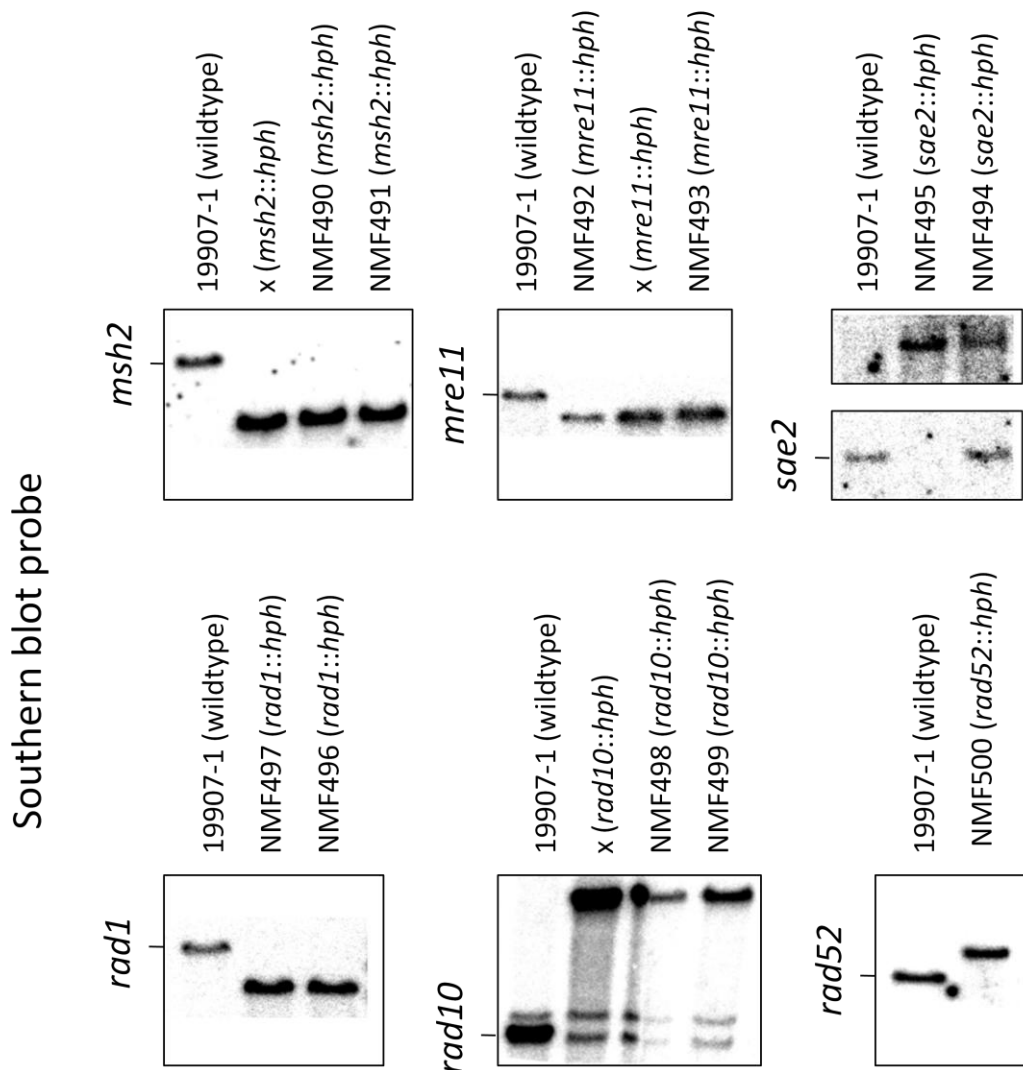 Southern blot probe
msh2
19907-1 (wildtype)
x (msh2::hph)
NMF490 (msh2::hph)
NMF491 (msh2::hph)
mre11
19907-1 (wildtype)
NMF492 (mre11::hph)
x (mre11::hph)
NMF493 (mre11::hph)
sae2
19907-1 (wildtype)
NMF495 (sae2::hph)
NMF494 (sae2::hph)
rad1
19907-1 (wildtype)
NMF497 (rad1::hph)
NMF496 (rad1::hph)
rad10
19907-1 (wildtype)
x (rad10::hph)
NMF498 (rad10::hph)
NMF499 (rad10::hph)
rad52
19907-1 (wildtype)
NMF500 (rad52::hph)